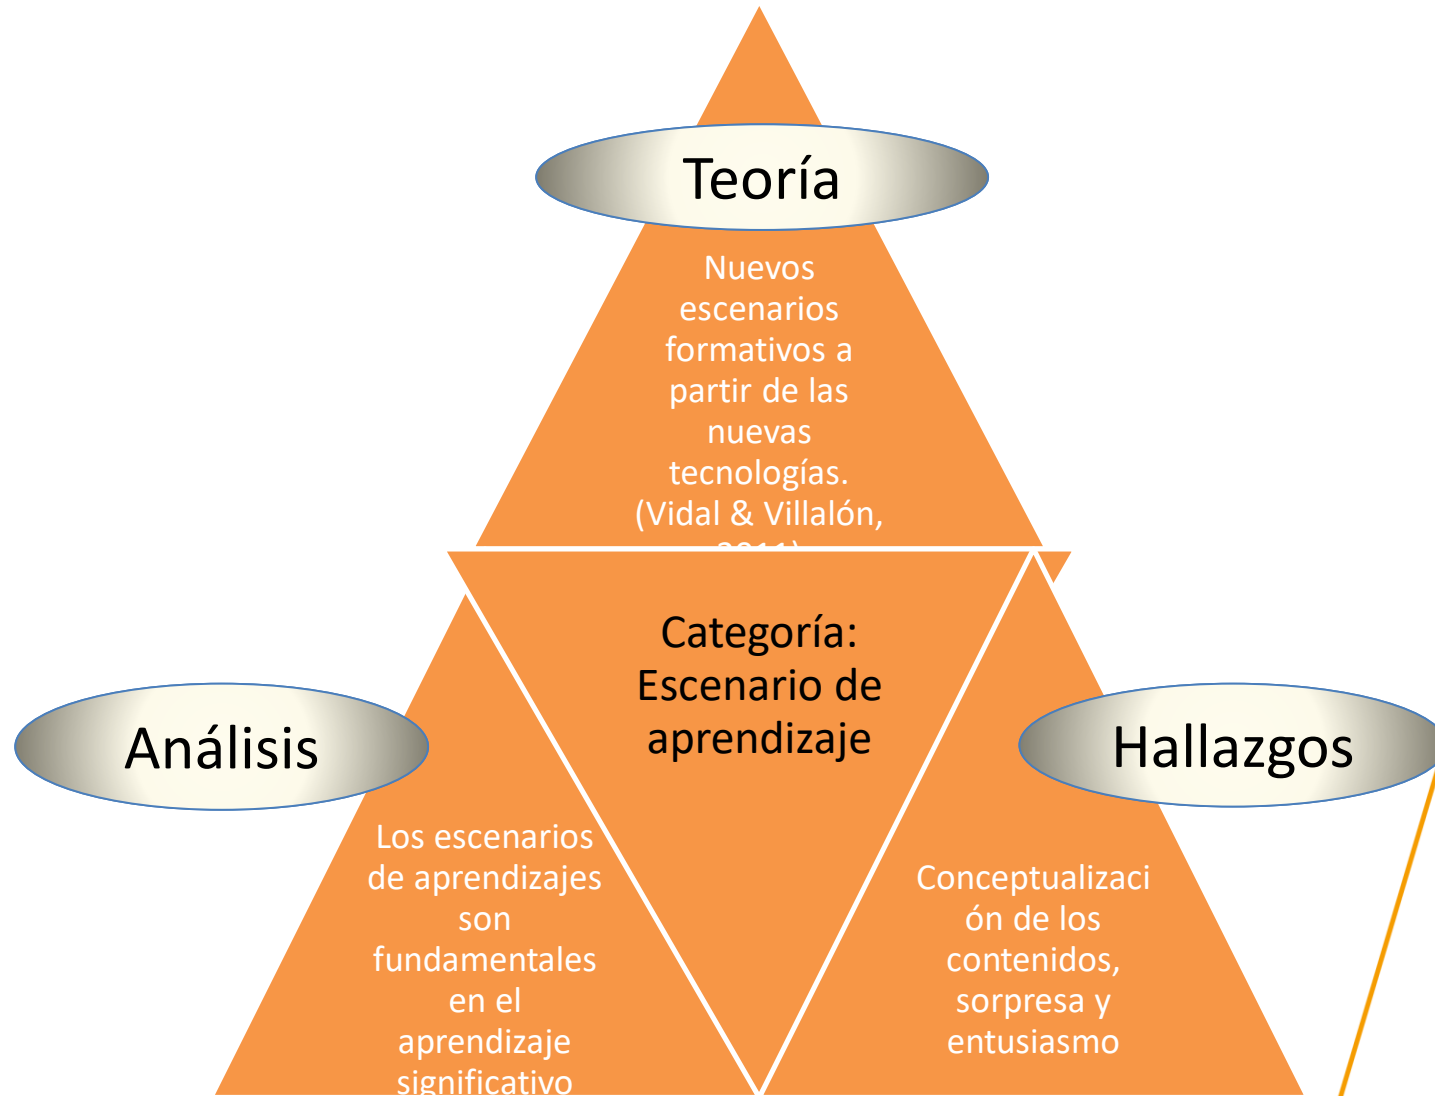 Teoría
Nuevos
escenarios
formativos a
partir de las
nuevas
tecnologías.
(Vidal & Villalón,
Categoría:
Escenario de
aprendizaje
Análisis
Hallazgos
Los escenarios
de aprendizajes
son
fundamentales
en el
aprendizaje
significativo
Conceptualizaci
ón de los
contenidos,
sorpresa y
entusiasmo